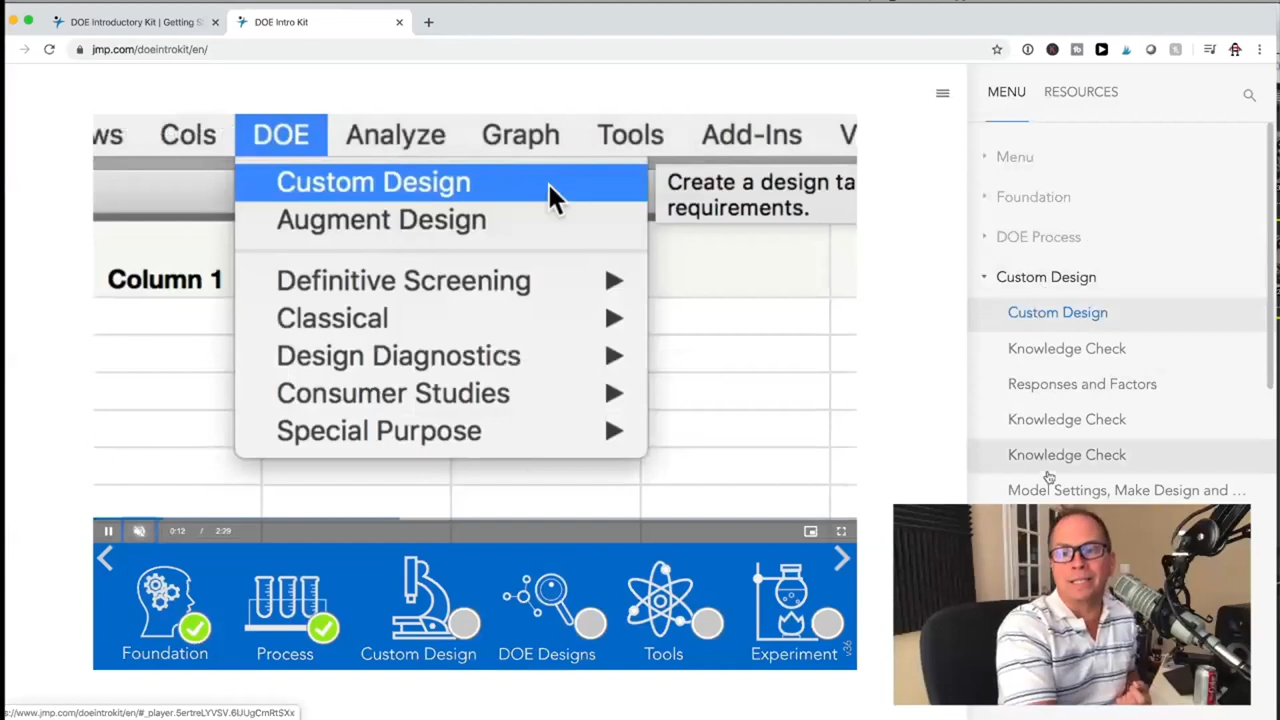 DOE Introductory Kit | Getting S
DOE Intro Kit
jmp.com/doeintrokit/en/
MENU
RESOURCES
ws
Cols
DOE
Analyze
Graph
Tools
Add-Ins
V
Custom Design
Augment Design
Definitive Screening
Classical
Design Diagnostics
Consumer Studies
Special Purpose
Create a design ta
requirements.
Column 1
0:12 / 2:29
Foundation
Process
Custom Design
DOE Designs
Tools
Experiment
v36
Menu
Foundation
DOE Process
Custom Design
Custom Design
Knowledge Check
Responses and Factors
Knowledge Check
Knowledge Check
Model Settings, Make Design and ...